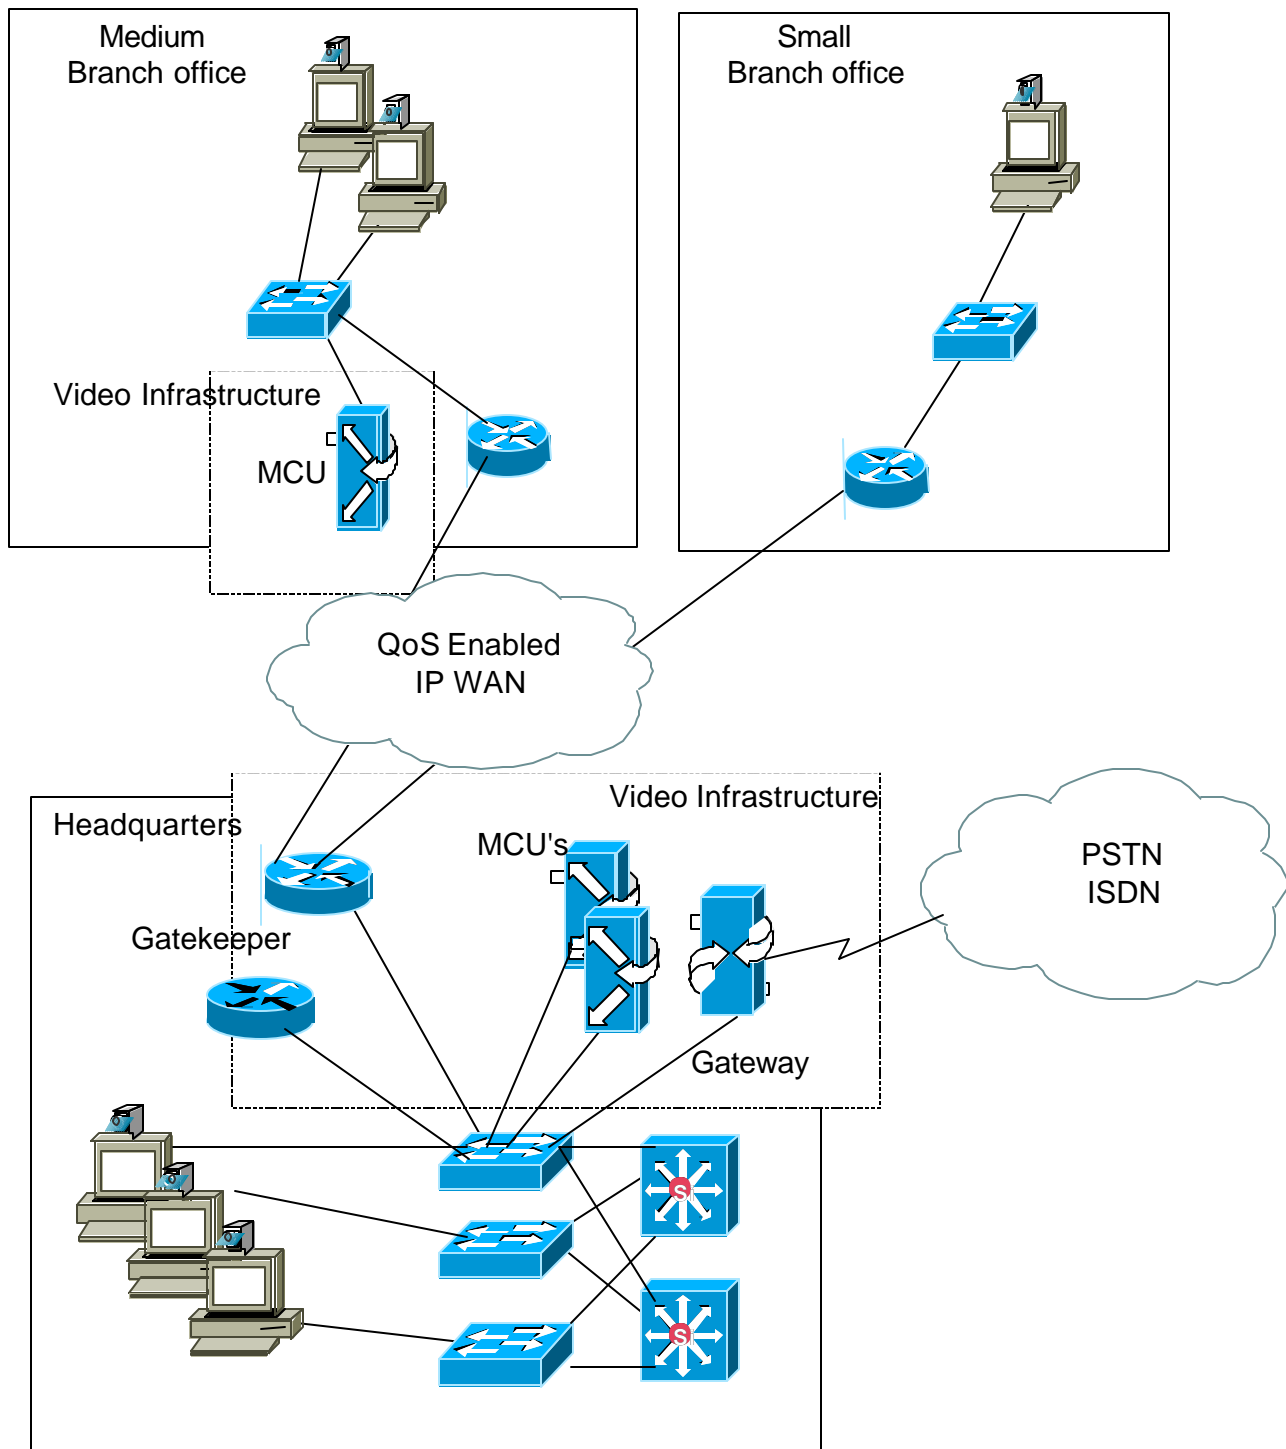 Medium
Branch office
Small
Branch office
Video Infrastructure
MCU
QoS Enabled
IP WAN
Video Infrastructure
Headquarters
MCU's
PSTN
ISDN
Gatekeeper
Gateway
S
S